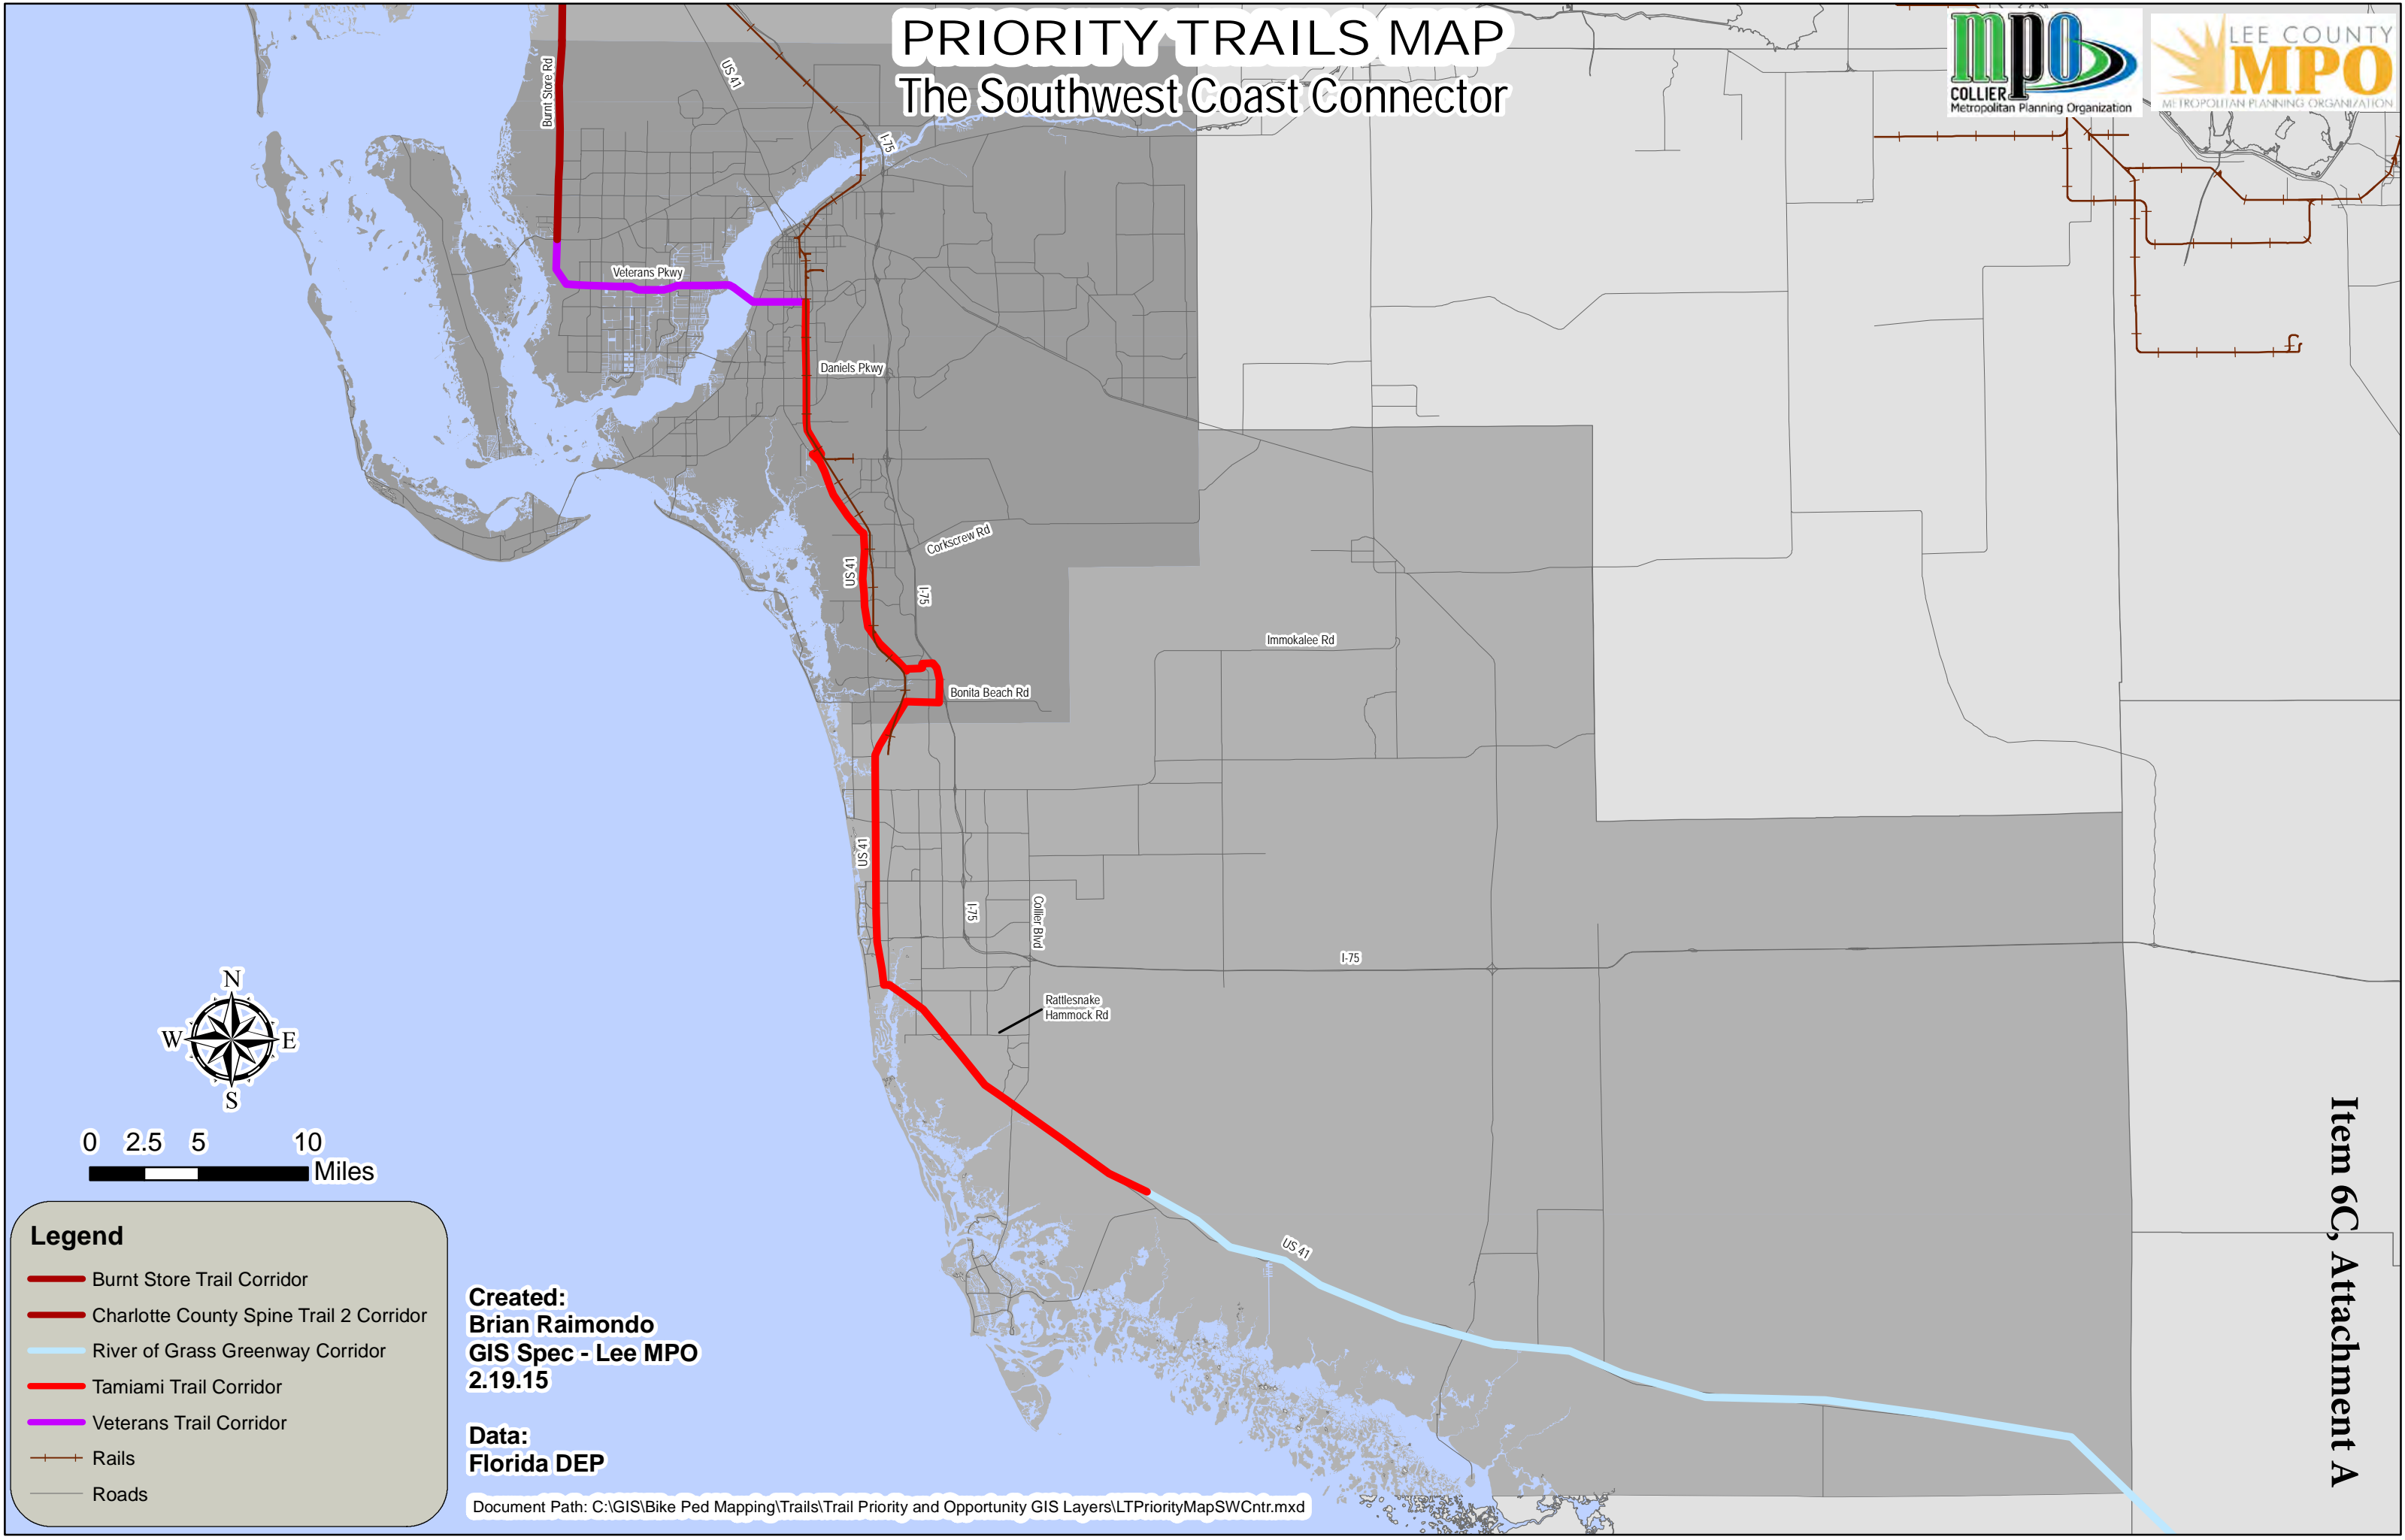 PRIORITY TRAILS MAP
The Southwest Coast Connector
mpo
COLLIER
Metropolitan Planning Organization
LEE COUNTY
MPO
METROPOLITAN PLANNING ORGANIZATION
Burnt Store Rd
US 41
I-75
Veterans Pkwy
Daniels Pkwy
Corkscrew Rd
US 41
I-75
Immokalee Rd
Bonita Beach Rd
US 41
I-75
Collier Blvd
I-75
Rattlesnake
Hammock Rd
US 41
N
W
E
S
0 2.5 5 10
Miles
Legend
Burnt Store Trail Corridor
Charlotte County Spine Trail 2 Corridor
River of Grass Greenway Corridor
Tamiami Trail Corridor
Veterans Trail Corridor
Rails
Roads
Created:
Brian Raimondo
GIS Spec - Lee MPO
2.19.15
Data:
Florida DEP
Document Path: C:\GIS\Bike Ped Mapping\Trails\Trail Priority and Opportunity GIS Layers\LTPriorityMapSWCntr.mxd
Item 6C, Attachment A